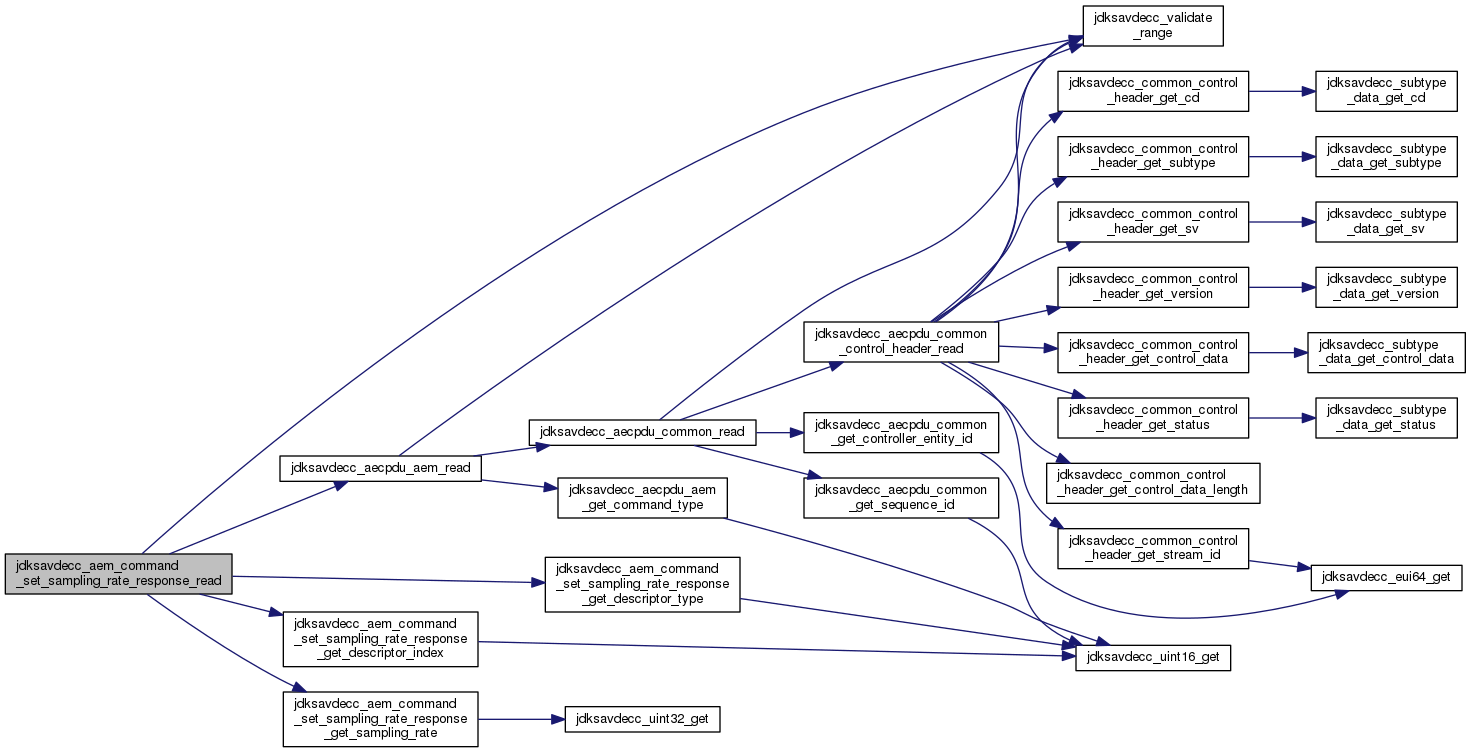 jdksavdecc_validate
_range
jdksavdecc_common_control
_header_get_cd
jdksavdecc_subtype
_data_get_cd
jdksavdecc_common_control
_header_get_subtype
jdksavdecc_subtype
_data_get_subtype
jdksavdecc_common_control
_header_get_sv
jdksavdecc_subtype
_data_get_sv
jdksavdecc_common_control
_header_get_version
jdksavdecc_subtype
_data_get_version
jdksavdecc_aecpdu_common
_control_header_read
jdksavdecc_common_control
_header_get_control_data
jdksavdecc_subtype
_data_get_control_data
jdksavdecc_common_control
_header_get_status
jdksavdecc_subtype
_data_get_status
jdksavdecc_aecpdu_common_read
jdksavdecc_aecpdu_common
_get_controller_entity_id
jdksavdecc_aecpdu_aem_read
jdksavdecc_common_control
_header_get_control_data_length
jdksavdecc_aecpdu_aem
_get_command_type
jdksavdecc_aecpdu_common
_get_sequence_id
jdksavdecc_common_control
_header_get_stream_id
jdksavdecc_aem_command
_set_sampling_rate_response_read
jdksavdecc_aem_command
_set_sampling_rate_response
_get_descriptor_type
jdksavdecc_eui64_get
jdksavdecc_aem_command
_set_sampling_rate_response
_get_descriptor_index
jdksavdecc_uint16_get
jdksavdecc_aem_command
_set_sampling_rate_response
_get_sampling_rate
jdksavdecc_uint32_get